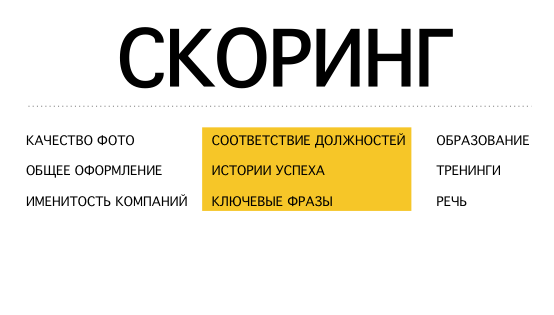 СКОРИНГ
КАЧЕСТВО ФОТО
ОБЩЕЕ ОФОРМЛЕНИЕ
ИМЕНИТОСТЬ КОМПАНИЙ
СООТВЕТСТВИЕ ДОЛЖНОСТЕЙ
ИСТОРИИ УСПЕХА
КЛЮЧЕВЫЕ ФРАЗЫ
ОБРАЗОВАНИЕ
ТРЕНИНГИ
РЕЧЬ